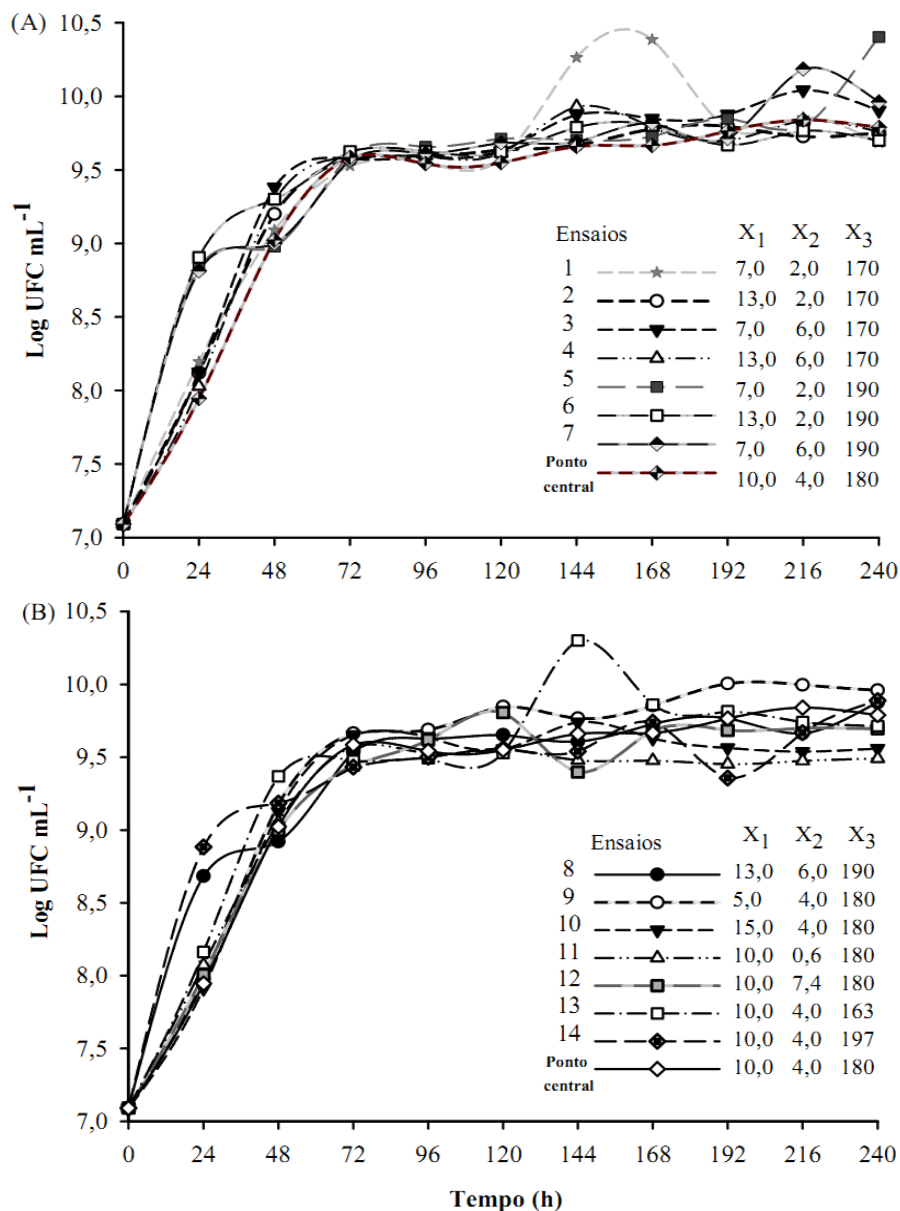 (A)
10,5
10,0
9,5
9,0
8,5
8,0
7,5
7,0
Log UFC mL-1
Ensaios X1 X2 X3
1 7,0 2,0 170
2 13,0 2,0 170
3 7,0 6,0 170
4 13,0 6,0 170
5 7,0 2,0 190
6 13,0 2,0 190
7 7,0 6,0 190
Ponto
central 10,0 4,0 180
0 24 48 72 96 120 144 168 192 216 240
(B)
10,5
10,0
9,5
9,0
8,5
8,0
7,5
7,0
Log UFC mL-1
Ensaios X1 X2 X3
8 13,0 6,0 190
9 5,0 4,0 180
10 15,0 4,0 180
11 10,0 0,6 180
12 10,0 7,4 180
13 10,0 4,0 163
14 10,0 4,0 197
Ponto
central 10,0 4,0 180
0 24 48 72 96 120 144 168 192 216 240
Tempo (h)